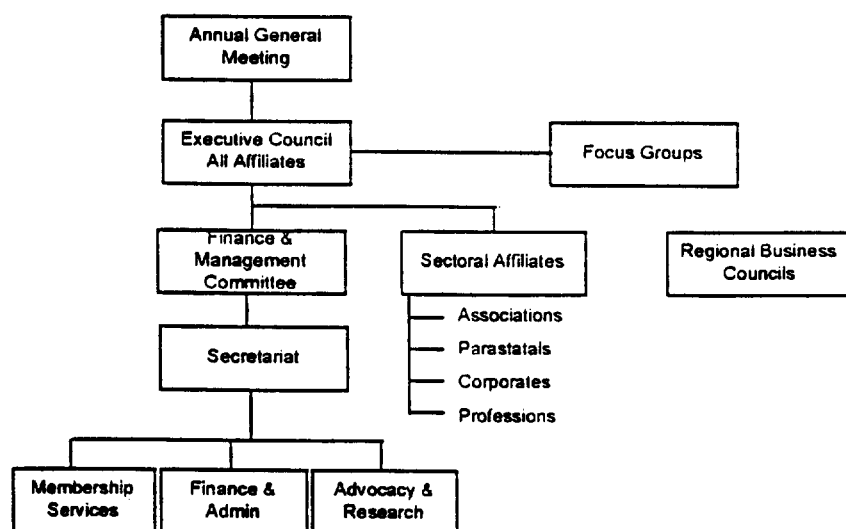 Annual General
Meeting
Executive Council
All Affiliates
Focus Groups
Finance &
Management
Committee
Sectoral Affiliates
Regional Business
Councils
Associations
Parastatals
Corporates
Professions
Secretariat
Membership
Services
Finance &
Admin
Advocacy &
Research